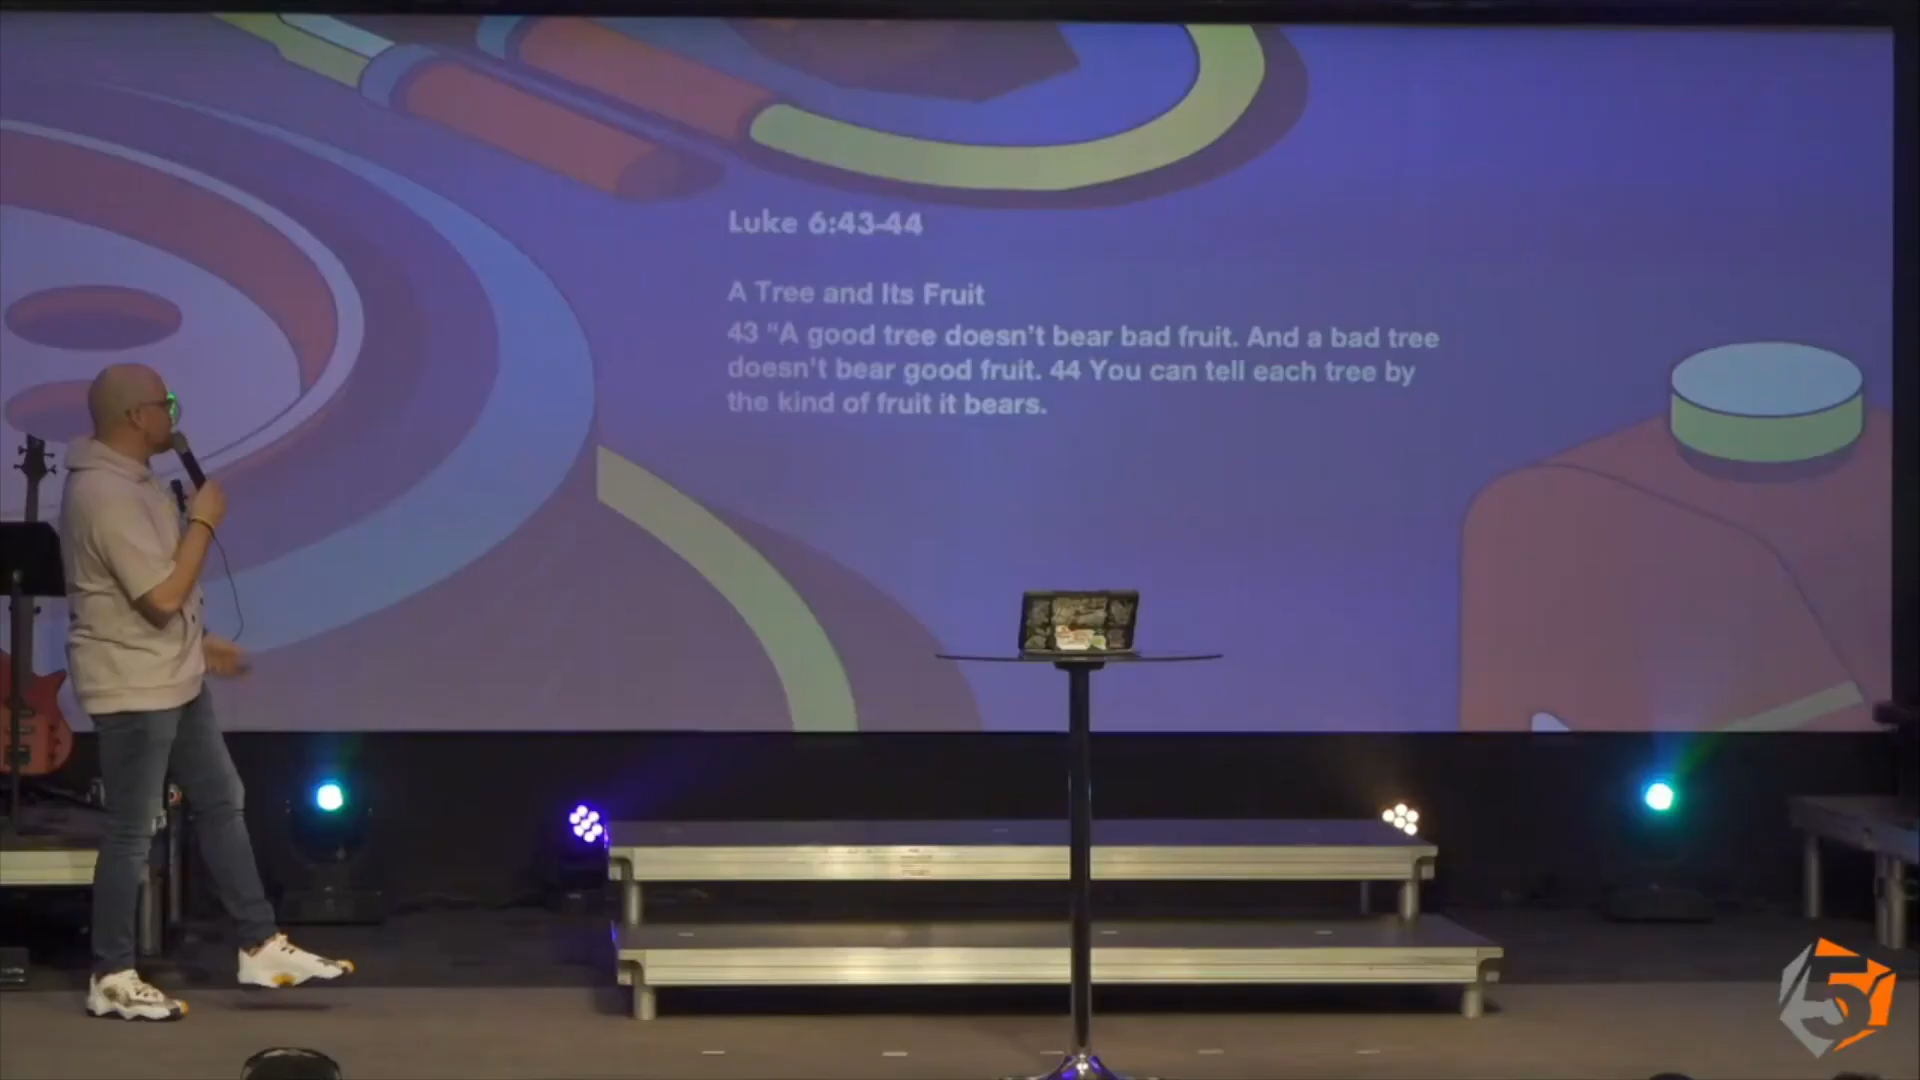 Luke 6:43-44
A Tree and Its Fruit
43 “A good tree doesn’t bear bad fruit. And a bad tree
doesn’t bear good fruit. 44 You can tell each tree by
the kind of fruit it bears.